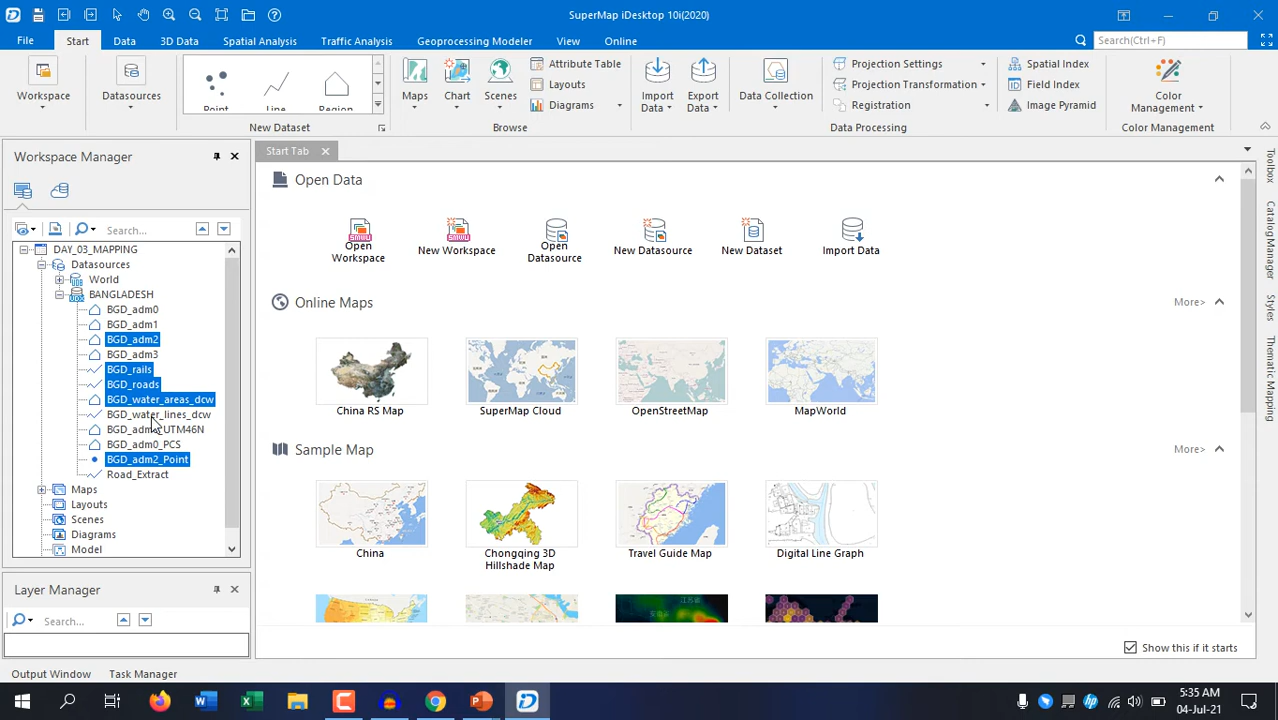 SuperMap iDesktop 10i(2020)
File Start Data 3D Data Spatial Analysis Traffic Analysis Geoprocessing Modeler View Online Search(Ctrl+F)
Workspace Datasources Point Line Region New Dataset
Maps Chart Scenes Attribute Table Layouts Diagrams Browse
Import Data Export Data Data Collection Projection Settings Projection Transformation Registration Spatial Index Field Index Image Pyramid Data Processing
Color Management Color Management
Workspace Manager
Search...
DAY_03_MAPPING
Datasources
World
BANGLADESH
BGD_adm0
BGD_adm1
BGD_adm2
BGD_adm3
BGD_rails
BGD_roads
BGD_water_areas_dcw
BGD_water_lines_dcw
UTM46N
BGD_adm0_PCS
BGD_adm2_Point
Road_Extract
Maps
Layouts
Scenes
Diagrams
Model
Layer Manager
Search...
Output Window Task Manager
Start Tab
Open Data
Open Workspace New Workspace Open Datasource New Datasource New Dataset Import Data
Online Maps More>
China RS Map SuperMap Cloud OpenStreetMap MapWorld
Sample Map More>
China Chongqing 3D Hillshade Map Travel Guide Map Digital Line Graph
Show this if it starts
Toolbox
CatalogManager
Styles
Thematic Mapping
5:35 AM
04-Jul-21